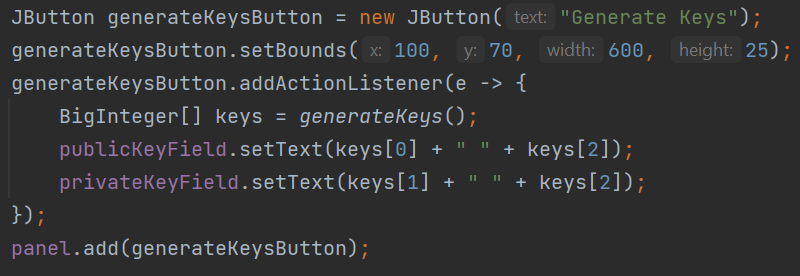 JButton generateKeysButton = new JButton( text: "Generate Keys");
generateKeysButton.setBounds( x: 100, y: 70, width: 600, height: 25);
generateKeysButton.addActionListener(e -> {
    BigInteger[] keys = generateKeys();
    publicKeyField.setText(keys[0] + " " + keys[2]);
    privateKeyField.setText(keys[1] + " " + keys[2]);
});
panel.add(generateKeysButton);